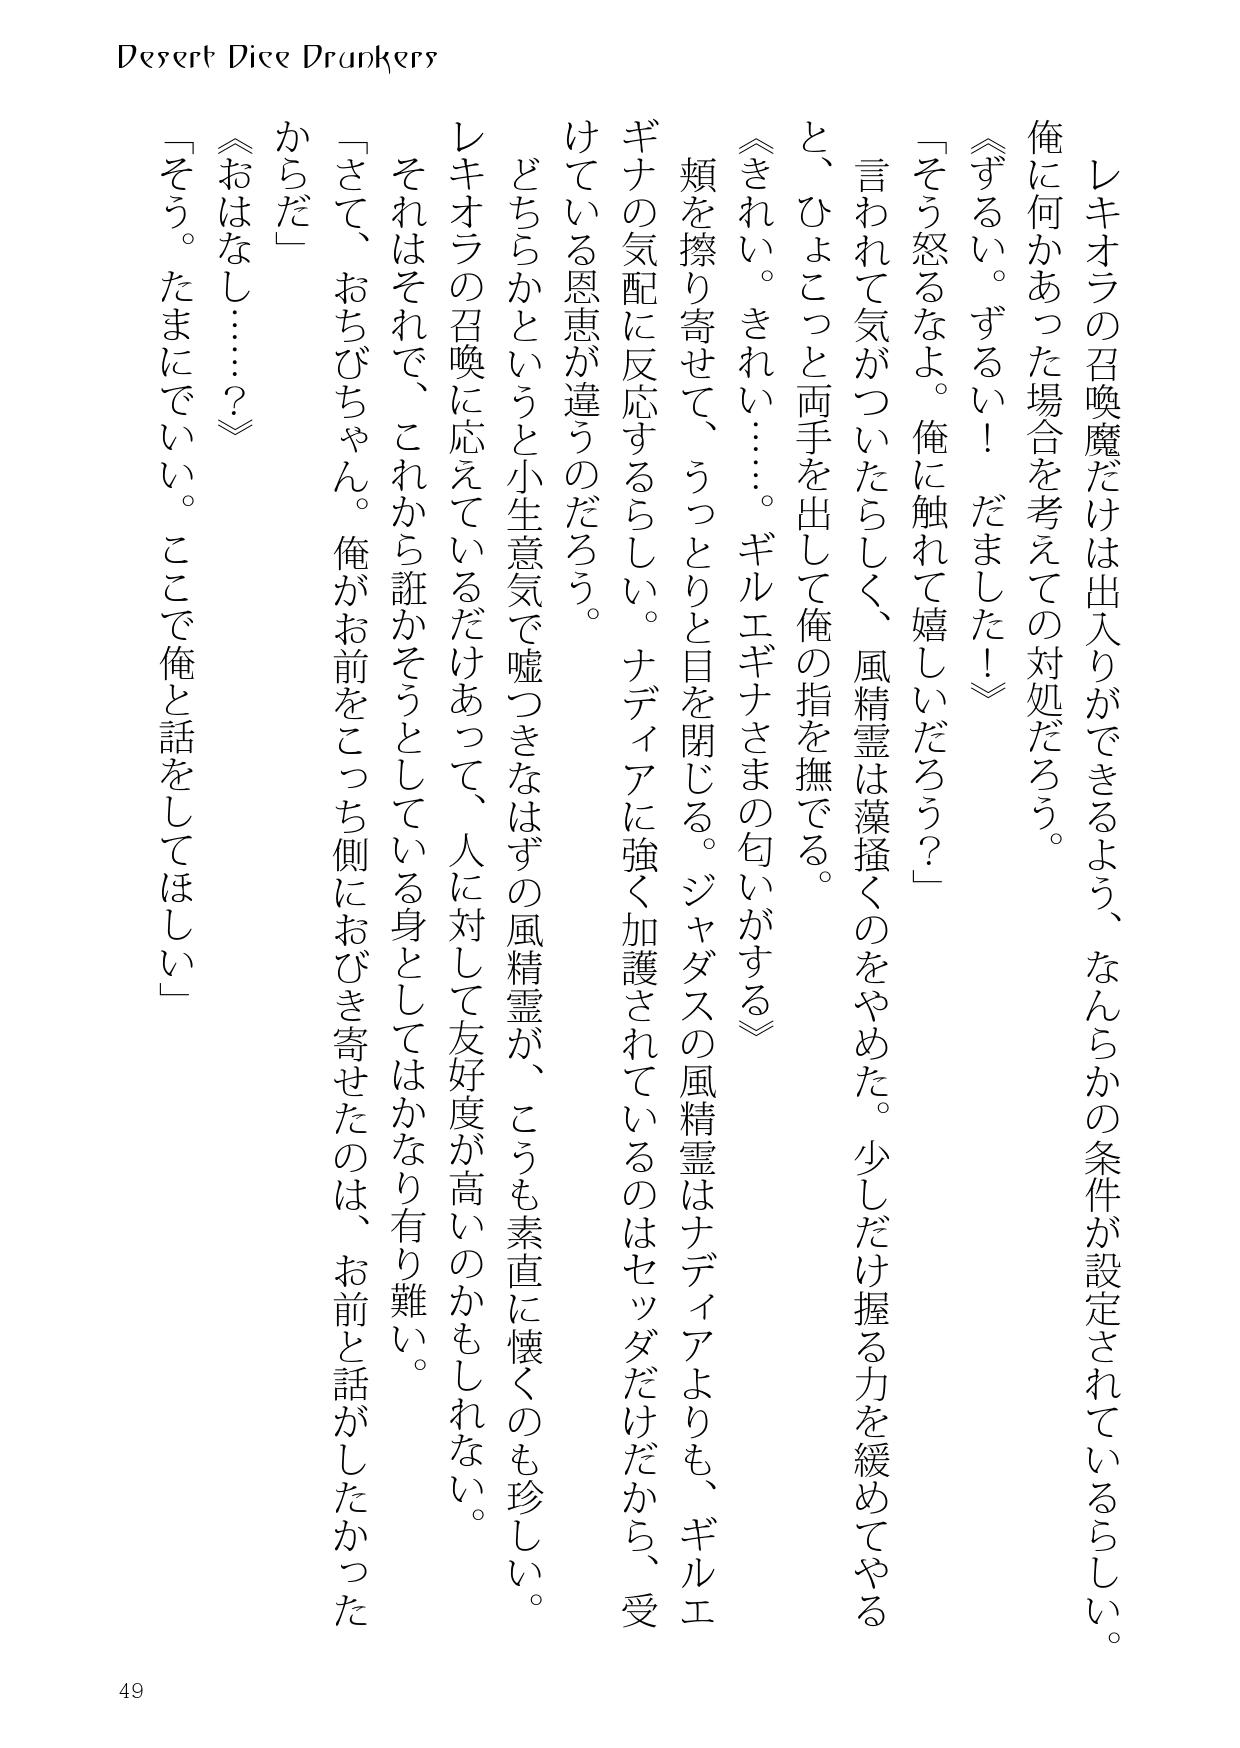 Desert Dice Drunkers
　レキオラの召喚魔だけは出入りができるよう、なんらかの条件が設定されているらしい。
俺に何かあった場合を考えての対処だろう。
《ずるい。ずるい！　だました！》
「そう怒るなよ。俺に触れて嬉しいだろう？」
　言われて気がついたらしく、風精霊は藻掻くのをやめた。少しだけ握る力を緩めてやる
と、ひょこっと両手を出して俺の指を撫でる。
《きれい。きれい……。ギルエギナさまの匂いがする》
　頬を擦り寄せて、うっとりと目を閉じる。ジャダスの風精霊はナディアよりも、ギルエ
ギナの気配に反応するらしい。ナディアに強く加護されているのはセッダだけだから、受
けている恩恵が違うのだろう。
　どちらかというと小生意気で嘘つきなはずの風精霊が、こうも素直に懐くのも珍しい。
レキオラの召喚に応えているだけあって、人に対して友好度が高いのかもしれない。
　それはそれで、これから誑かそうとしている身としてはかなり有り難い。
「さて、おちびちゃん。俺がお前をこっち側におびき寄せたのは、お前と話がしたかった
からだ」
《おはなし……？》
「そう。たまにでいい。ここで俺と話をしてほしい」
49